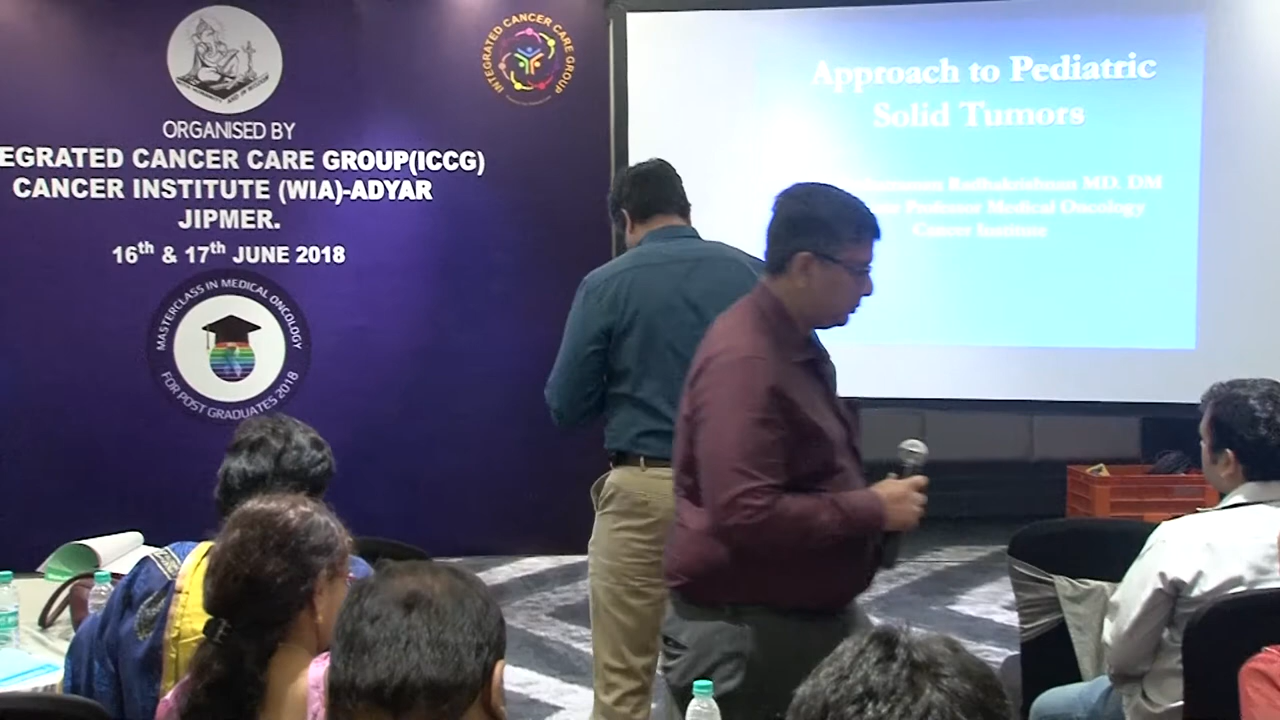 ORGANISED BY
EGRATED CANCER CARE GROUP(ICCG)
CANCER INSTITUTE (WIA)-ADYAR
JIPMER.
16th & 17th JUNE 2018
MASTERCLASS IN MEDICAL ONCOLOGY
FOR POST GRADUATES 2018
INTEGRATED CANCER CARE GROUP
Approach to Pediatric
Solid Tumors
Radhakrishnan MD. DM
Professor Medical Oncology
Cancer Institute